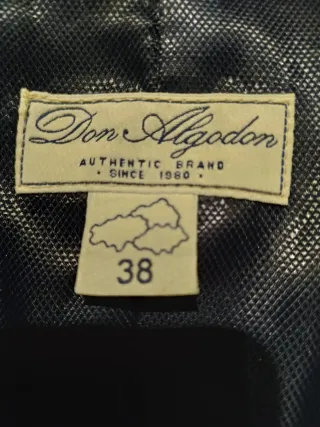 Don Algodon
AUTHENTIC BRAND
· SINCE 1980 ·
38